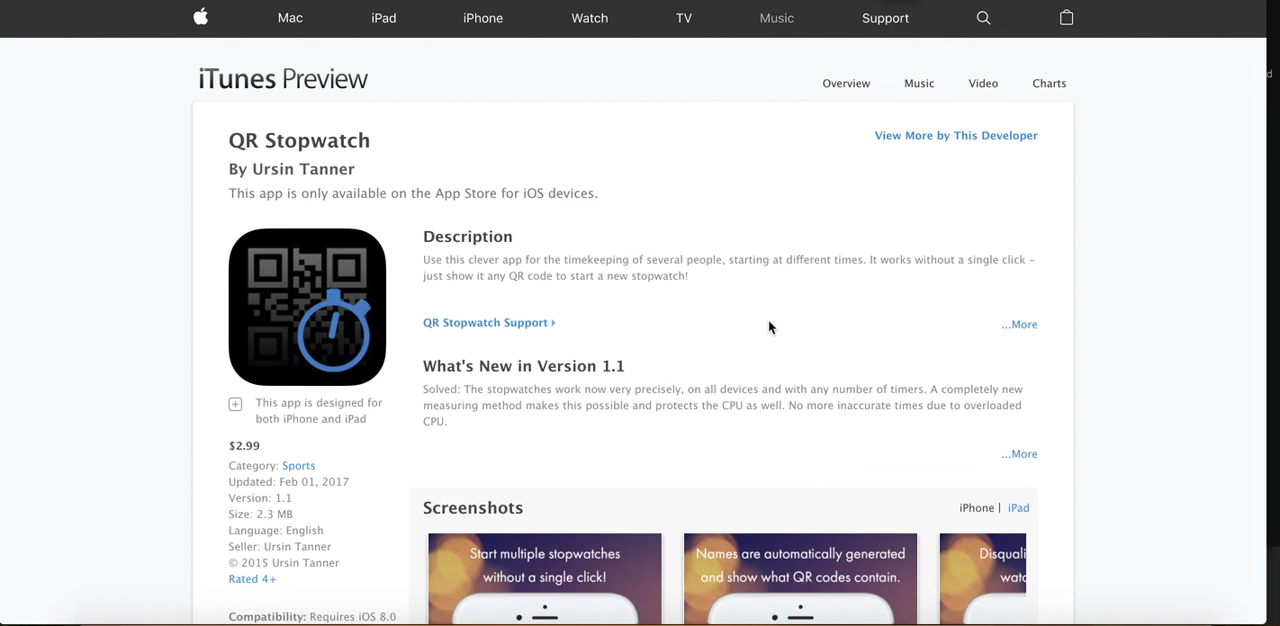 Mac iPad iPhone Watch TV Music Support
iTunes Preview
Overview Music Video Charts
QR Stopwatch
View More by This Developer
By Ursin Tanner
This app is only available on the App Store for iOS devices.
Description
Use this clever app for the timekeeping of several people, starting at different times. It works without a single click –
just show it any QR code to start a new stopwatch!
QR Stopwatch Support
...More
What's New in Version 1.1
Solved: The stopwatches work now very precisely, on all devices and with any number of timers. A completely new
measuring method makes this possible and protects the CPU as well. No more inaccurate times due to overloaded
CPU.
...More
This app is designed for
both iPhone and iPad
$2.99
Category: Sports
Updated: Feb 01, 2017
Version: 1.1
Size: 2.3 MB
Language: English
Seller: Ursin Tanner
© 2015 Ursin Tanner
Rated 4+
Compatibility: Requires iOS 8.0
Screenshots
iPhone | iPad
Start multiple stopwatches
without a single click!
Names are automatically generated
and show what QR codes contain.